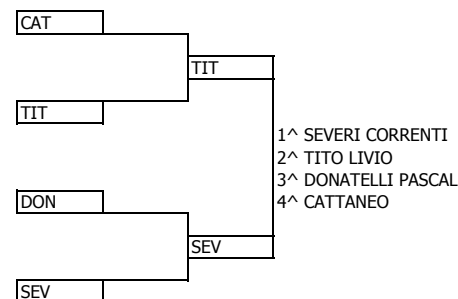 CAT
TIT
TIT
1^ SEVERI CORRENTI
2^ TITO LIVIO
3^ DONATELLI PASCAL
4^ CATTANEO
DON
SEV
SEV